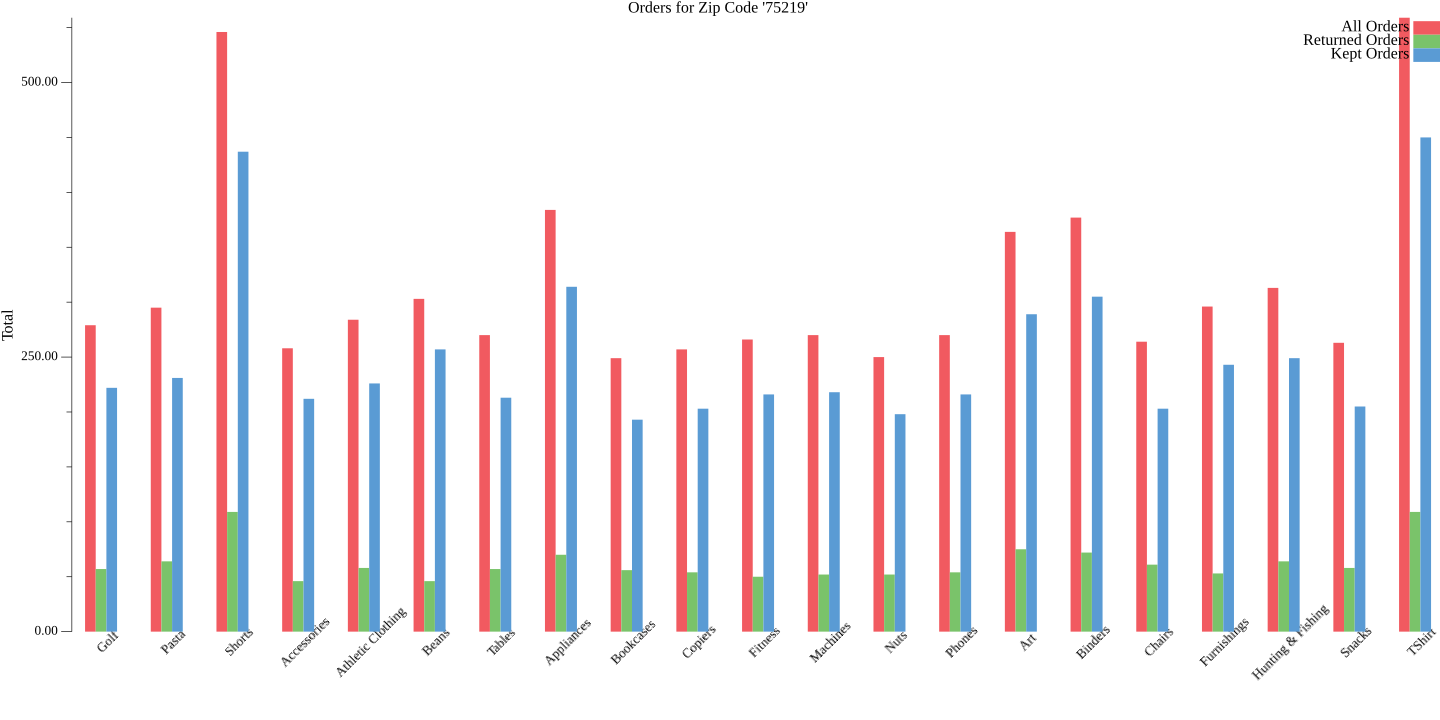 Orders for Zip Code '75219'
All Orders
Returned Orders
Kept Orders
500.00
250.00
0.00
Total
Golf
Pasta
Shorts
Accessories
Athletic Clothing
Beans
Tables
Appliances
Bookcases
Copiers
Fitness
Machines
Nuts
Phones
Art
Binders
Chairs
Furnishings
Hunting & Fishing
Snacks
TShirt